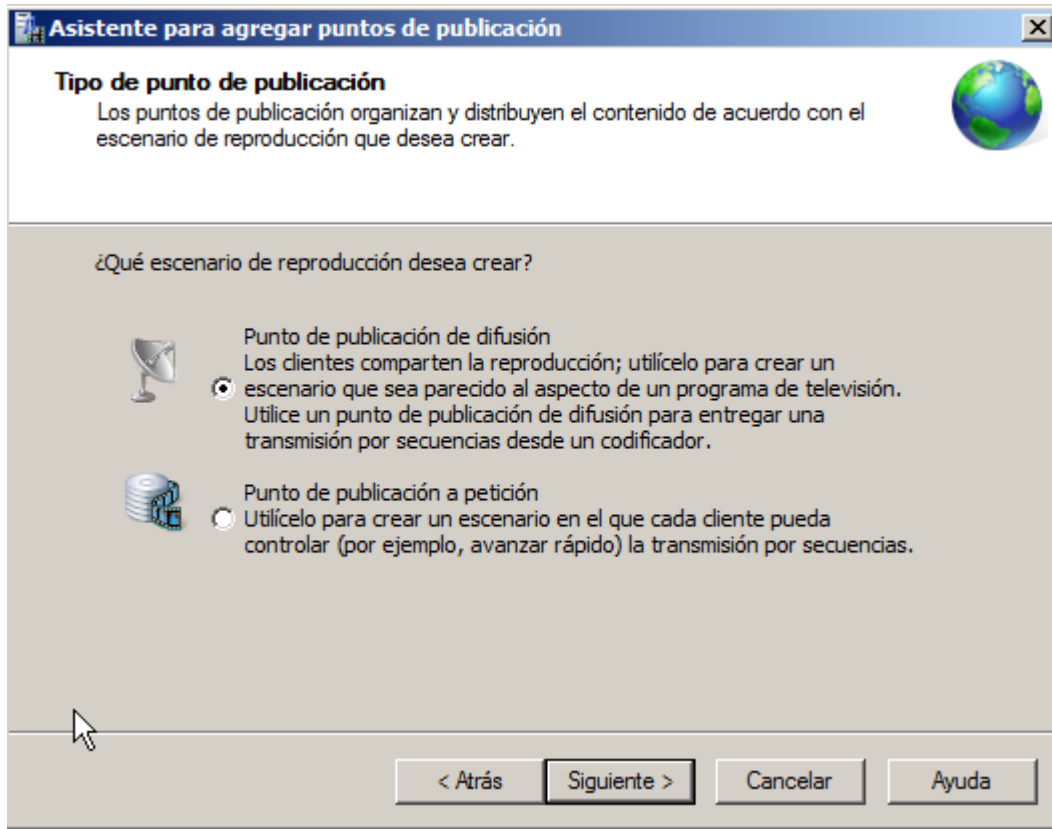 Asistente para agregar puntos de publicación
Tipo de punto de publicación
Los puntos de publicación organizan y distribuyen el contenido de acuerdo con el
escenario de reproducción que desea crear.
¿Qué escenario de reproducción desea crear?
Punto de publicación de difusión
Los clientes comparten la reproducción; utilícelo para crear un
escenario que sea parecido al aspecto de un programa de televisión.
Utilice un punto de publicación de difusión para entregar una
transmisión por secuencias desde un codificador.
Punto de publicación a petición
Utilícelo para crear un escenario en el que cada cliente pueda
controlar (por ejemplo, avanzar rápido) la transmisión por secuencias.
< Atrás
Siguiente >
Cancelar
Ayuda